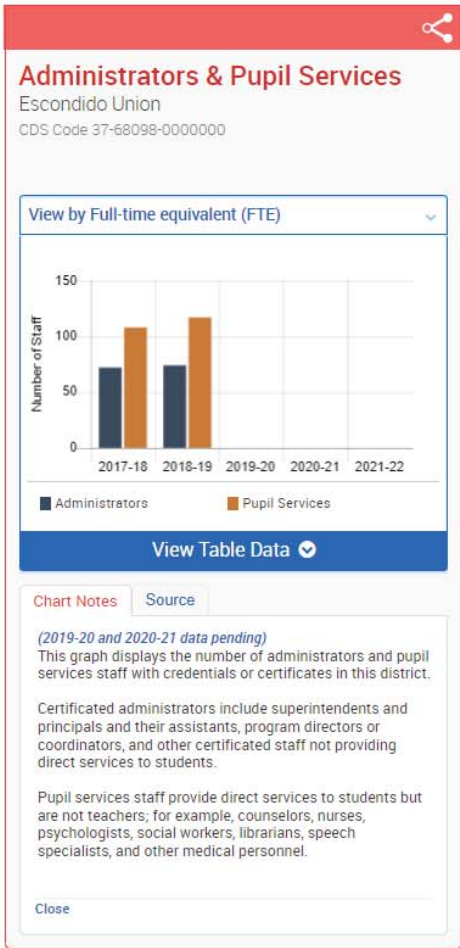 Administrators & Pupil Services
Escondido Union
CDS Code 37-68098-0000000
View by Full-time equivalent (FTE)
150
100
50
0
Number of Staff
2017-18 2018-19 2019-20 2020-21 2021-22
Administrators Pupil Services
View Table Data
Chart Notes Source
(2019-20 and 2020-21 data pending)
This graph displays the number of administrators and pupil
services staff with credentials or certificates in this district.
Certificated administrators include superintendents and
principals and their assistants, program directors or
coordinators, and other certificated staff not providing
direct services to students.
Pupil services staff provide direct services to students but
are not teachers; for example, counselors, nurses,
psychologists, social workers, librarians, speech
specialists, and other medical personnel.
Close